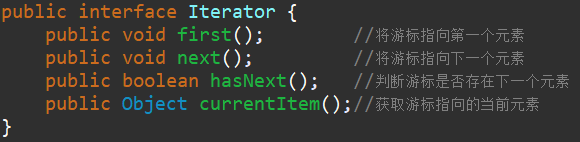 public interface Iterator {
    public void first();         //将游标指向第一个元素
    public void next();          //将游标指向下一个元素
    public boolean hasNext();    //判断游标是否存在下一个元素
    public Object currentItem();//获取游标指向的当前元素
}